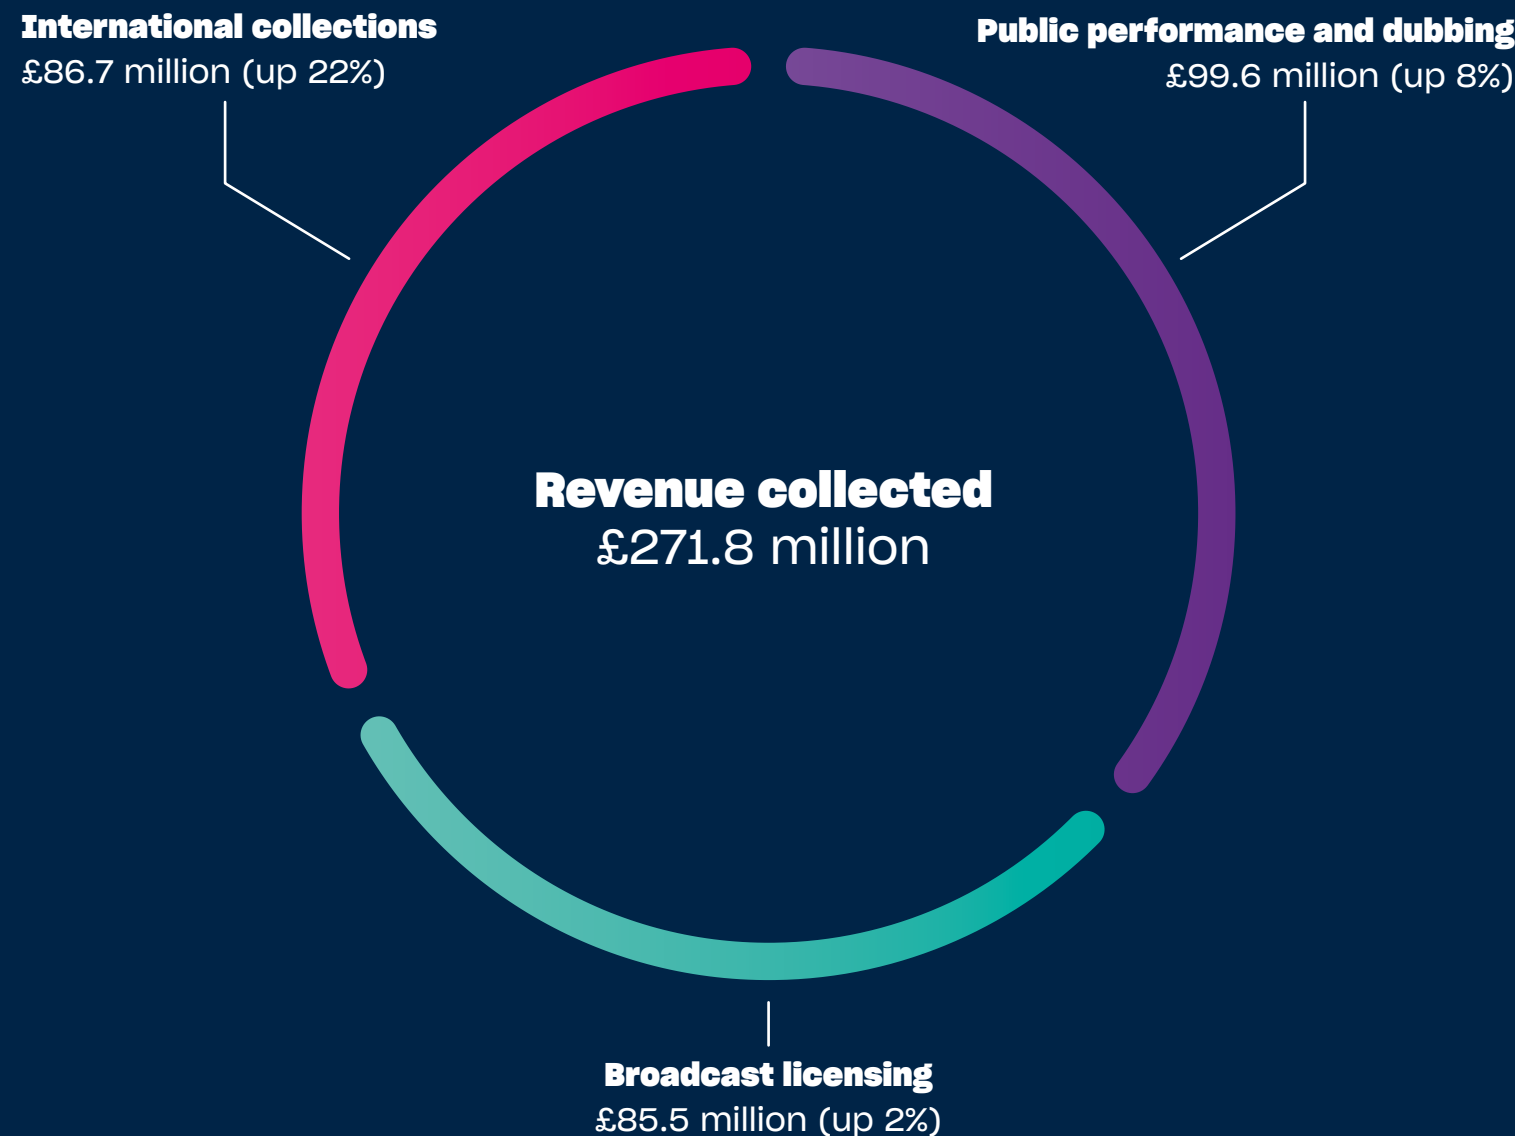 International collections
£86.7 million (up 22%)
Public performance and dubbing
£99.6 million (up 8%)
Revenue collected
£271.8 million
Broadcast licensing
£85.5 million (up 2%)